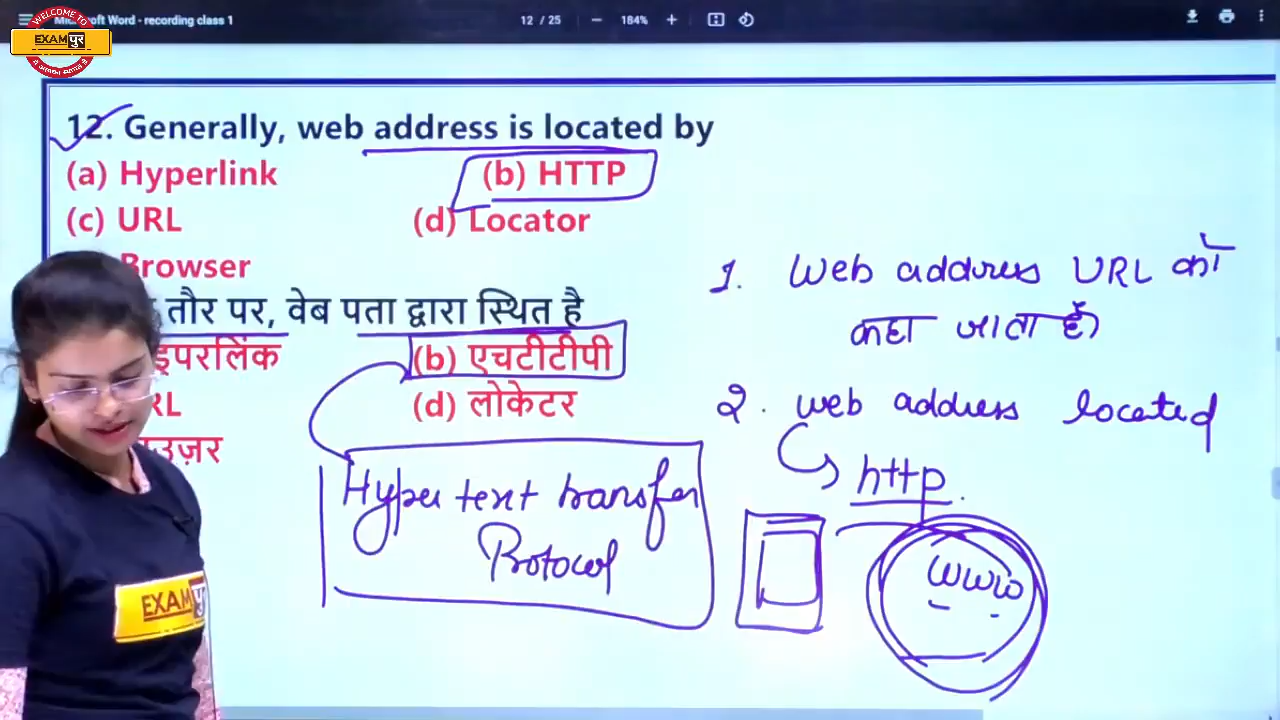 Microsoft Word - recording class 1
12 / 25
184%
WELCOME TO
EXAMपुर
12. Generally, web address is located by
(a) Hyperlink (b) HTTP
(c) URL (d) Locator
Browser
तौर पर, वेब पता द्वारा स्थित है
इपरलिंक (b) एचटीटीपी
RL (d) लोकेटर
उज़र
Hyper text transfer
Protocol
1. Web address URL को
कहा जाता है
2. web address located
http.
www
EXAMपुर